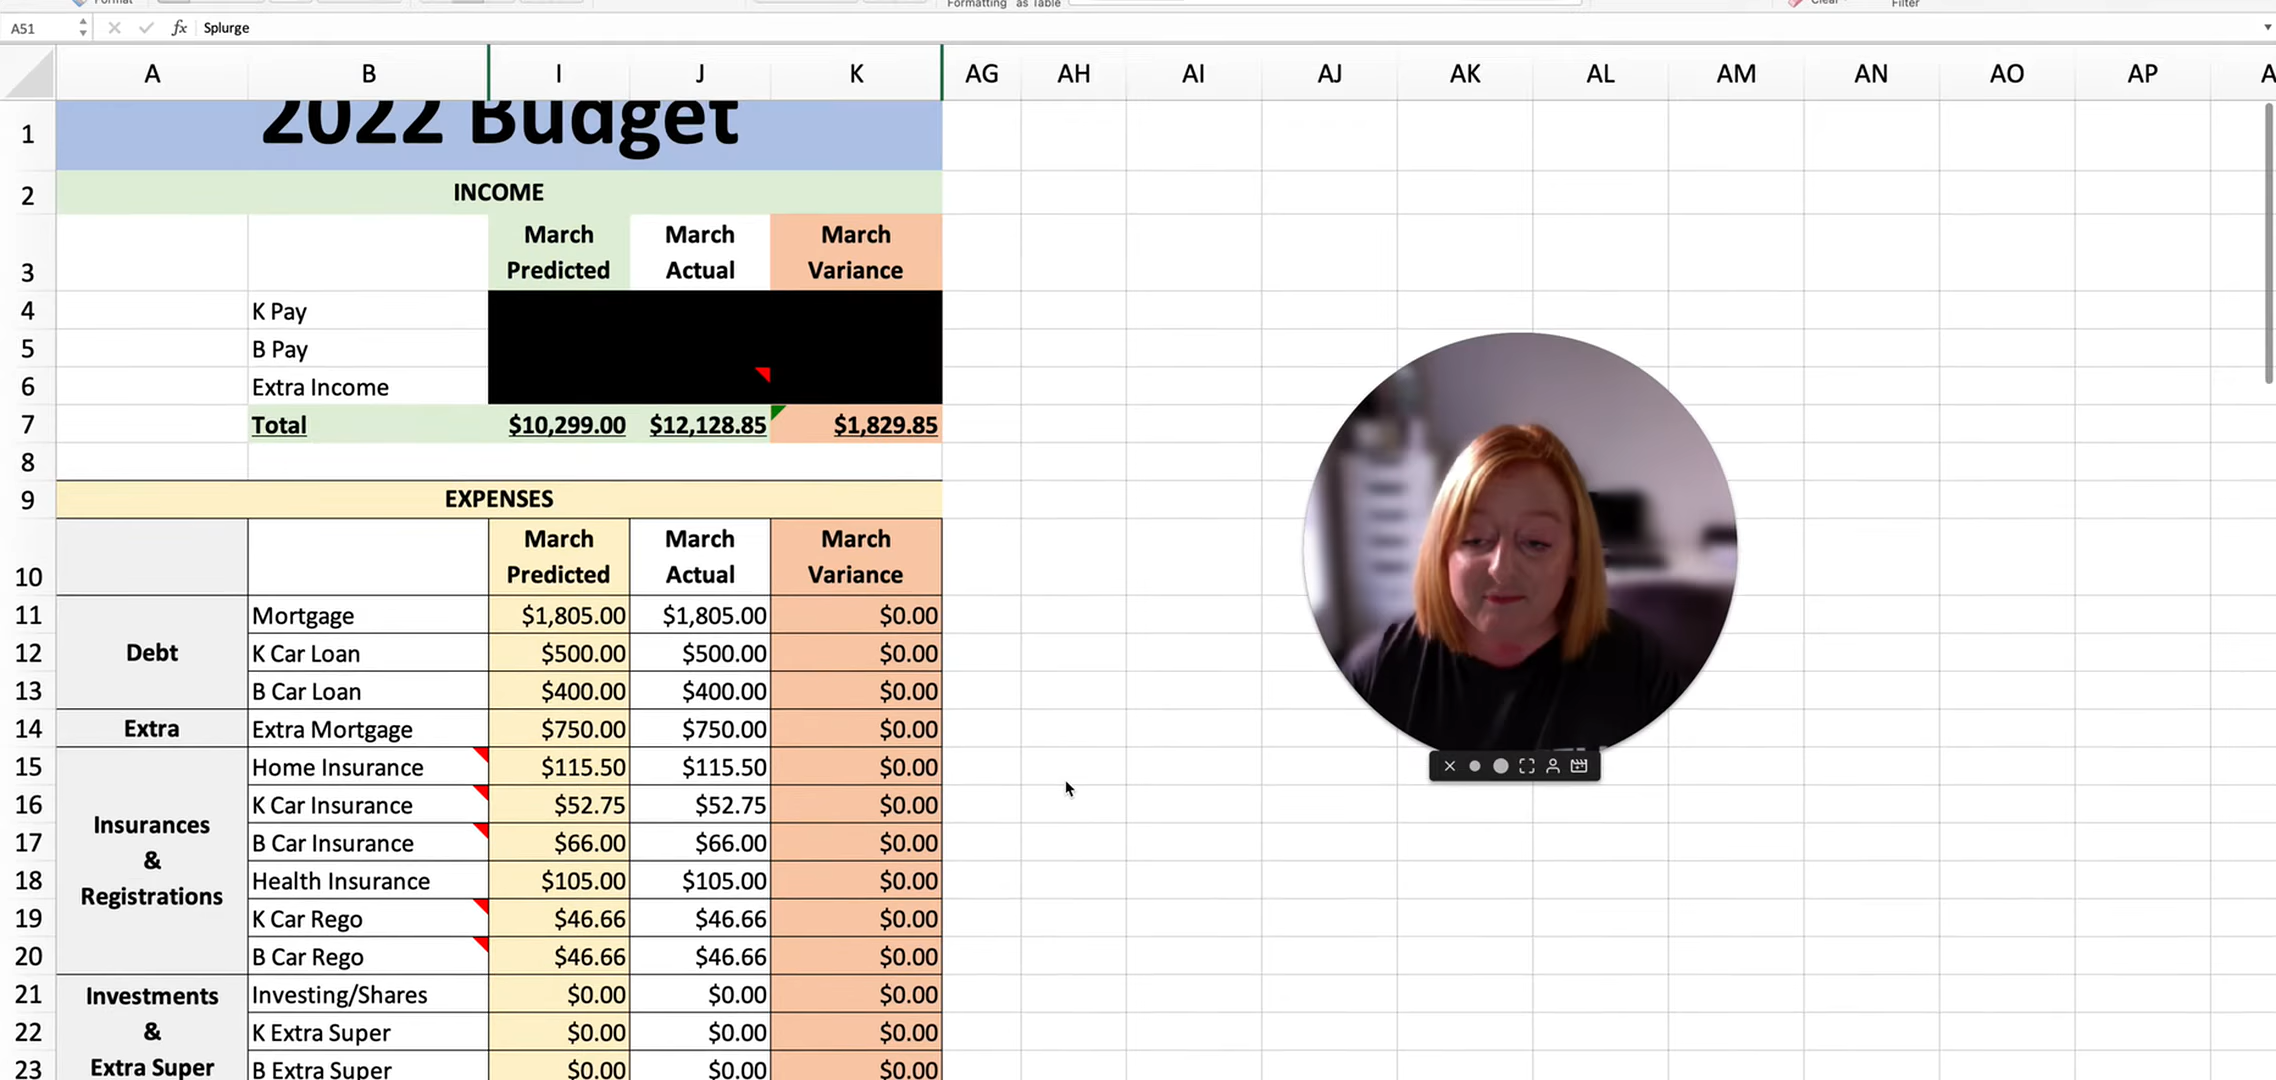 Format
Formatting as Table
Clear
Filter
A51 fx Splurge
A B I J K AG AH AI AJ AK AL AM AN AO AP A
1 2022 Budget
2 INCOME
3 March Predicted March Actual March Variance
4 K Pay
5 B Pay
6 Extra Income
7 Total $10,299.00 $12,128.85 $1,829.85
8
9 EXPENSES
10 March Predicted March Actual March Variance
Debt
11 Mortgage $1,805.00 $1,805.00 $0.00
12 K Car Loan $500.00 $500.00 $0.00
13 B Car Loan $400.00 $400.00 $0.00
14 Extra Extra Mortgage $750.00 $750.00 $0.00
Insurances & Registrations
15 Home Insurance $115.50 $115.50 $0.00
16 K Car Insurance $52.75 $52.75 $0.00
17 B Car Insurance $66.00 $66.00 $0.00
18 Health Insurance $105.00 $105.00 $0.00
19 K Car Rego $46.66 $46.66 $0.00
20 B Car Rego $46.66 $46.66 $0.00
Investments & Extra Super
21 Investing/Shares $0.00 $0.00 $0.00
22 K Extra Super $0.00 $0.00 $0.00
23 B Extra Super $0.00 $0.00 $0.00